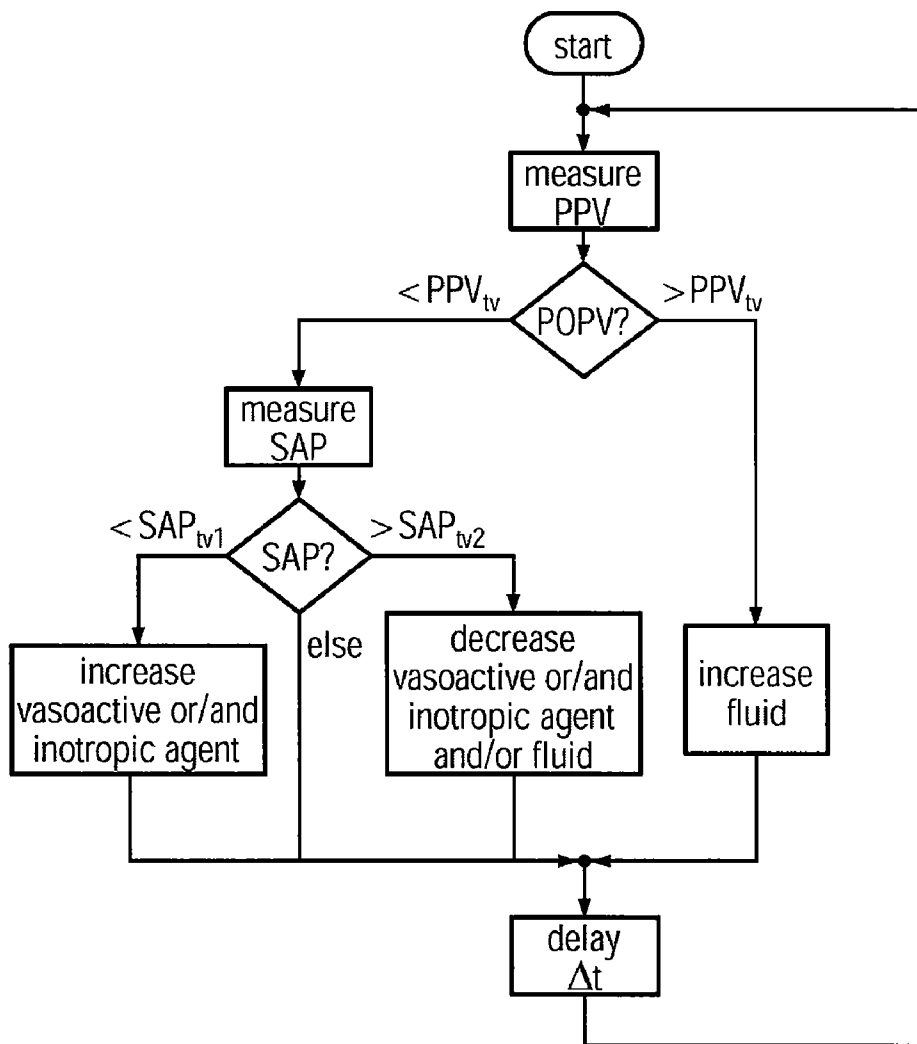 start
measure
PPV
< PPVtv
POPV?
> PPVtv
measure
SAP
< SAPtv1
SAP?
> SAPtv2
else
increase
vasoactive or/and
inotropic agent
decrease
vasoactive or/and
inotropic agent
and/or fluid
increase
fluid
delay
Δt